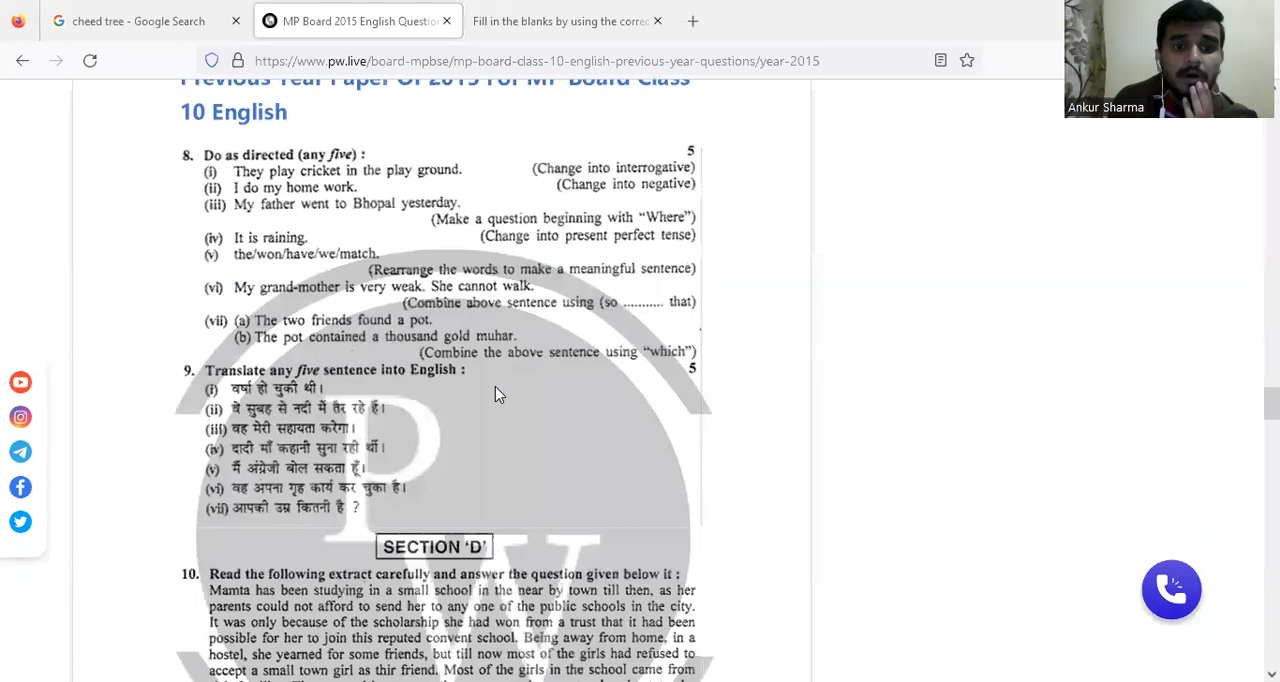 cheed tree - Google Search
MP Board 2015 English Questio
Fill in the blanks by using the correc
https://www.pw.live/board-mpbse/mp-board-class-10-english-previous-year-questions/year-2015
Ankur Sharma
Previous Year Paper Of 2015 For MP Board Class
10 English
8. Do as directed (any five) : 5
(i) They play cricket in the play ground. (Change into interrogative)
(ii) I do my home work. (Change into negative)
(iii) My father went to Bhopal yesterday.
(Make a question beginning with “Where”)
(iv) It is raining. (Change into present perfect tense)
(v) the/won/have/we/match.
(Rearrange the words to make a meaningful sentence)
(vi) My grand-mother is very weak. She cannot walk.
(Combine above sentence using (so ........... that)
(vii) (a) The two friends found a pot.
(b) The pot contained a thousand gold muhar.
(Combine the above sentence using “which”)
9. Translate any five sentence into English : 5
(i) वर्षा हो चुकी थी।
(ii) वे सुबह से नदी में तैर रहे हैं।
(iii) वह मेरी सहायता करेगा।
(iv) दादी माँ कहानी सुना रही थीं।
(v) मैं अंग्रेजी बोल सकता हूँ।
(vi) वह अपना गृह कार्य कर चुका है।
(vii) आपकी उम्र कितनी है ?
SECTION ‘D’
10. Read the following extract carefully and answer the question given below it :
Mamta has been studying in a small school in the near by town till then, as her
parents could not afford to send her to any one of the public schools in the city.
It was only because of the scholarship she had won from a trust that it had been
possible for her to join this reputed convent school. Being away from home, in a
hostel, she yearned for some friends, but till now most of the girls had refused to
accept a small town girl as thir friend. Most of the girls in the school came from
P
W